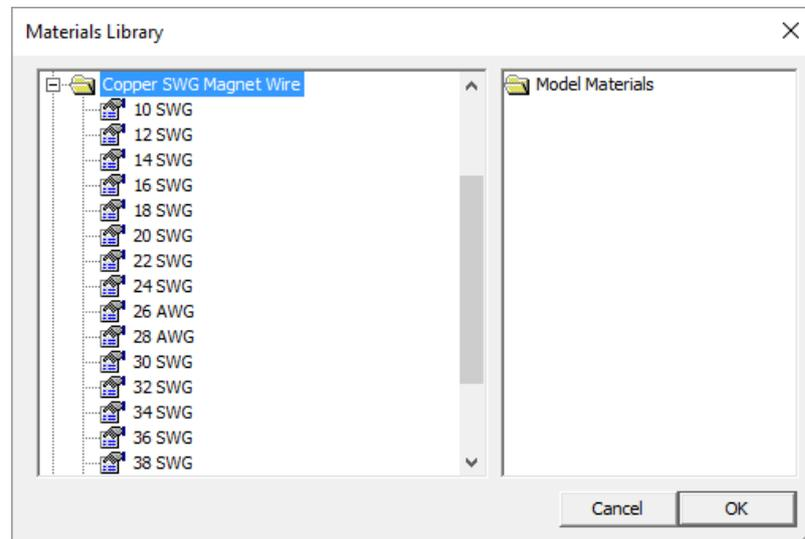 Materials Library
Copper SWG Magnet Wire
10 SWG
12 SWG
14 SWG
16 SWG
18 SWG
20 SWG
22 SWG
24 SWG
26 AWG
28 AWG
30 SWG
32 SWG
34 SWG
36 SWG
38 SWG
Model Materials
Cancel
OK